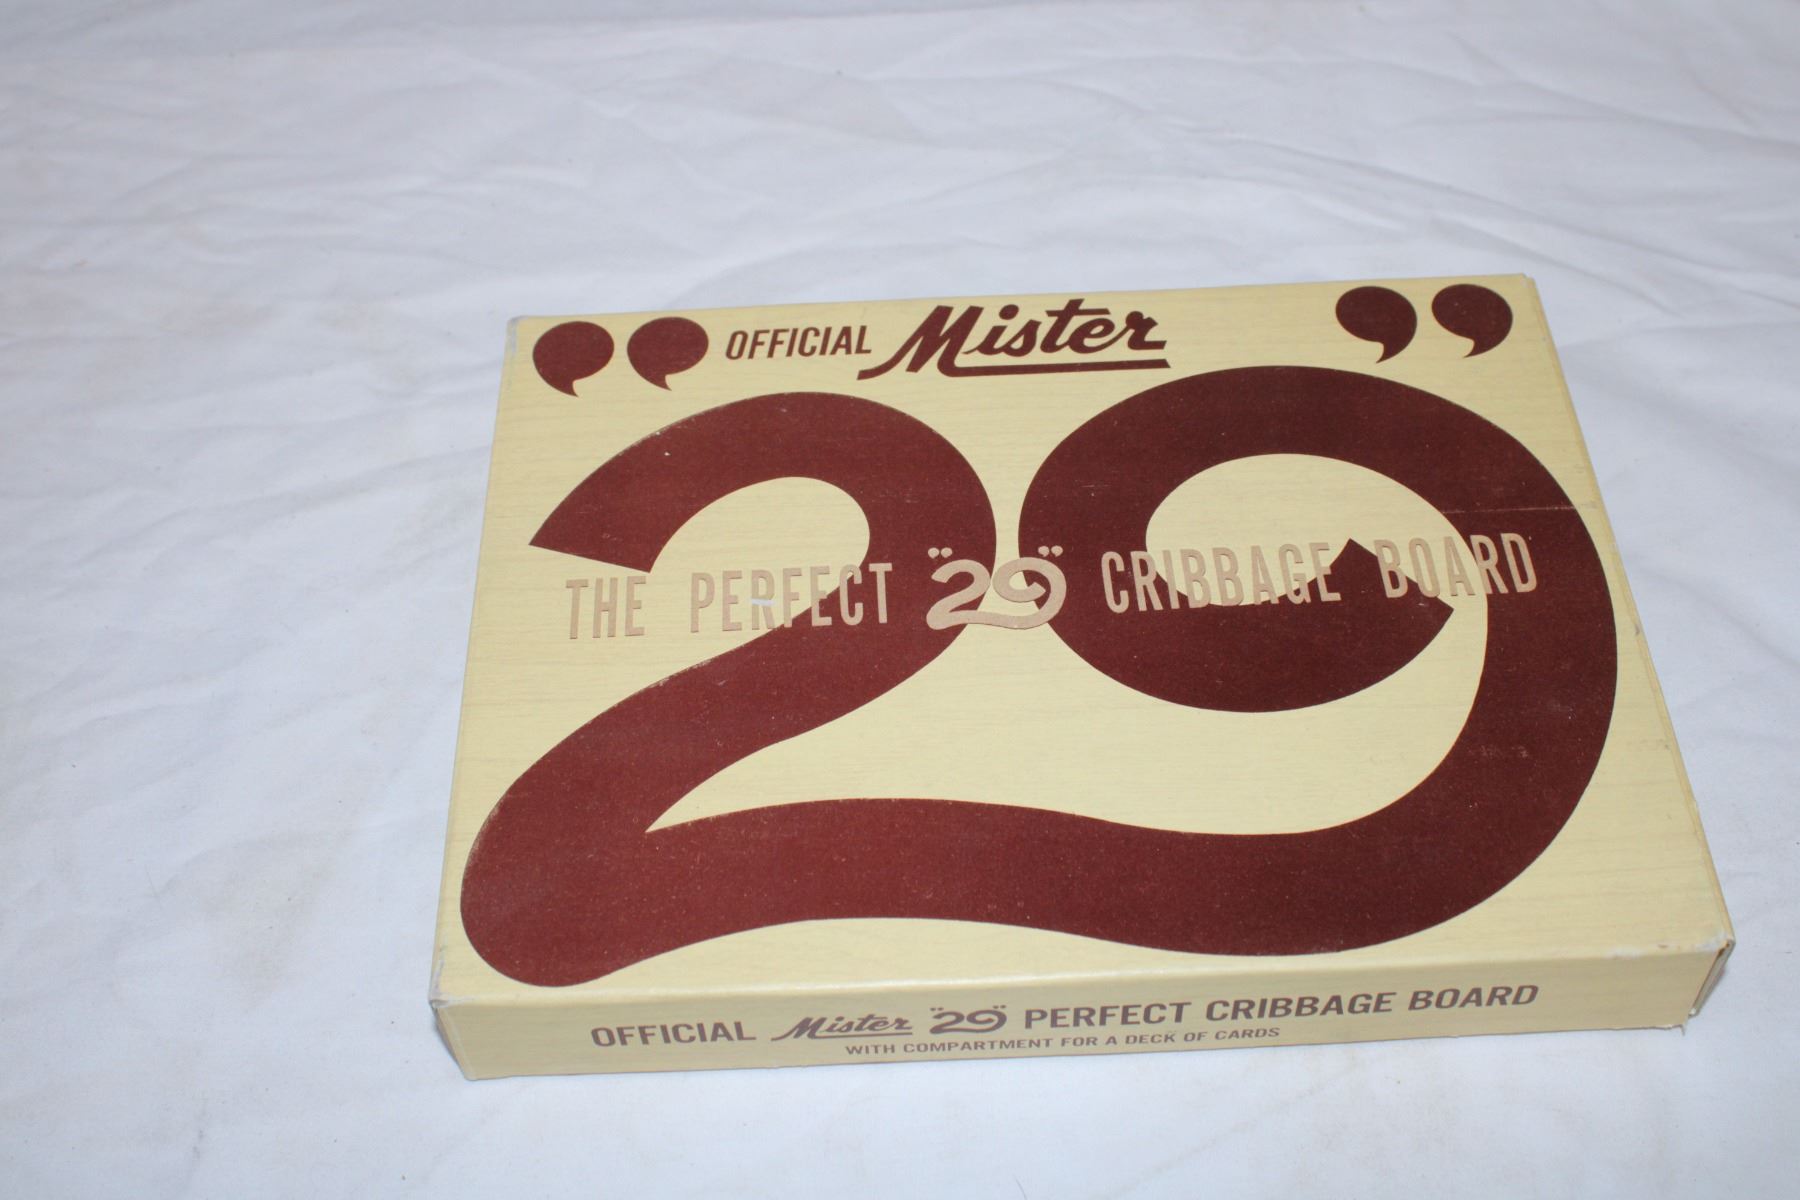 “ OFFICIAL Mister ”
29
THE PERFECT "29" CRIBBAGE BOARD
OFFICIAL Mister "29" PERFECT CRIBBAGE BOARD
WITH COMPARTMENT FOR A DECK OF CARDS